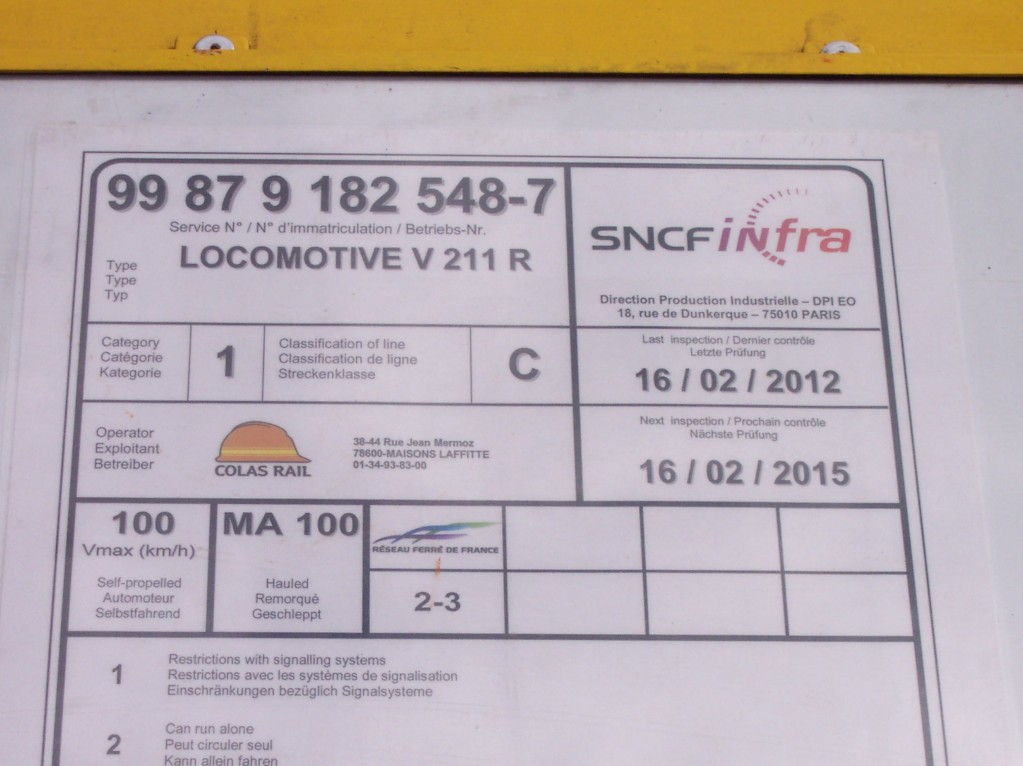 99 87 9 182 548-7
Service N° / N° d'immatriculation / Betriebs-Nr.
Type
Type
Typ
LOCOMOTIVE V 211 R
SNCF infra
Direction Production Industrielle – DPI EO
18, rue de Dunkerque – 75010 PARIS
Category
Catégorie
Kategorie
1
Classification of line
Classification de ligne
Streckenklasse
C
Last inspection / Dernier contrôle
Letzte Prüfung
16 / 02 / 2012
Operator
Exploitant
Betreiber
COLAS RAIL
38-44 Rue Jean Mermoz
78600-MAISONS LAFFITTE
01-34-93-83-00
Next inspection / Prochain contrôle
Nächste Prüfung
16 / 02 / 2015
100
Vmax (km/h)
Self-propelled
Automoteur
Selbstfahrend
MA 100
Hauled
Remorqué
Geschleppt
RÉSEAU FERRÉ DE FRANCE
2-3
1
Restrictions with signalling systems
Restrictions avec les systèmes de signalisation
Einschränkungen bezüglich Signalsysteme
2
Can run alone
Peut circuler seul
Kann allein fahren